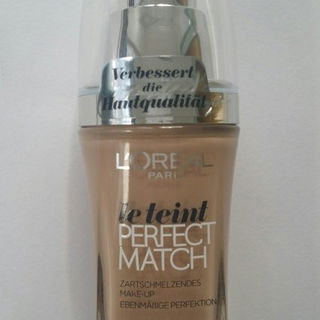 Verbessert
die
Hautqualität
L'ORÉAL
PARIS
le teint
PERFECT
MATCH
ZARTSCHMELZENDES
MAKE-UP
EBENMÄßIGE PERFEKTION